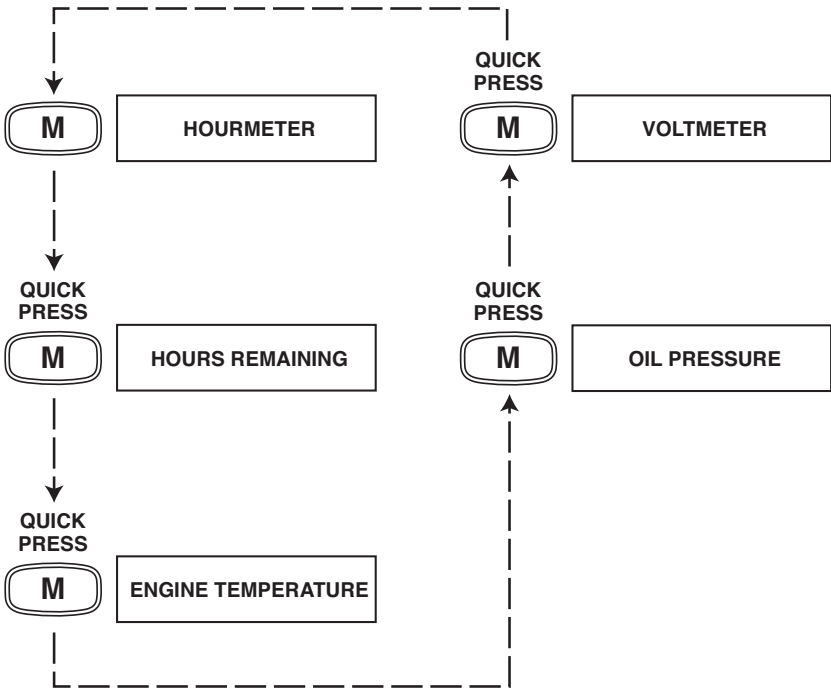 M
HOURMETER
QUICK
PRESS
M
HOURS REMAINING
QUICK
PRESS
M
ENGINE TEMPERATURE
QUICK
PRESS
M
VOLTMETER
QUICK
PRESS
M
OIL PRESSURE